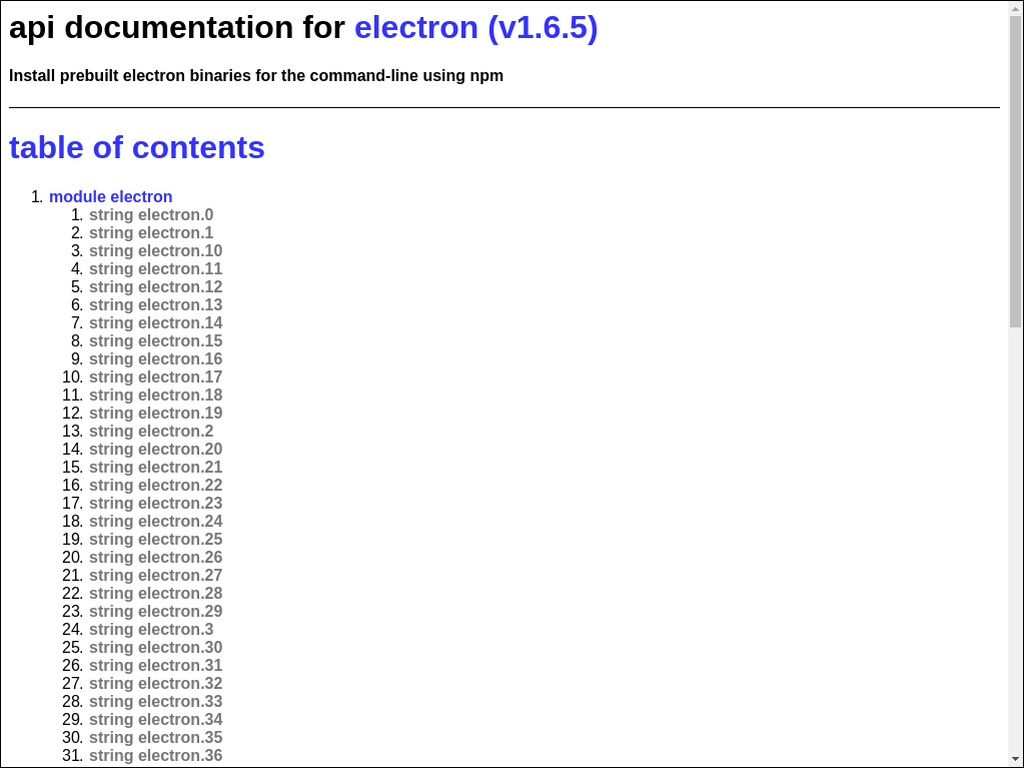 api documentation for electron (v1.6.5)
Install prebuilt electron binaries for the command-line using npm
table of contents
1. module electron
1. string electron.0
2. string electron.1
3. string electron.10
4. string electron.11
5. string electron.12
6. string electron.13
7. string electron.14
8. string electron.15
9. string electron.16
10. string electron.17
11. string electron.18
12. string electron.19
13. string electron.2
14. string electron.20
15. string electron.21
16. string electron.22
17. string electron.23
18. string electron.24
19. string electron.25
20. string electron.26
21. string electron.27
22. string electron.28
23. string electron.29
24. string electron.3
25. string electron.30
26. string electron.31
27. string electron.32
28. string electron.33
29. string electron.34
30. string electron.35
31. string electron.36